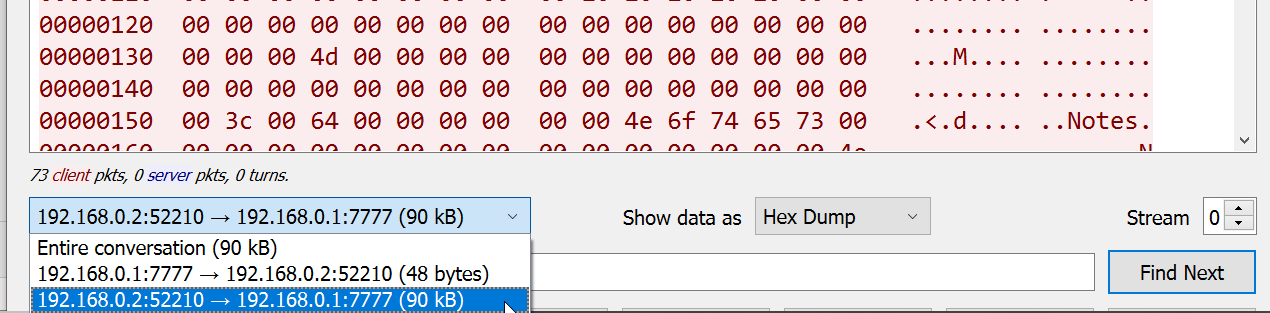 00000120  00 00 00 00 00 00 00 00  00 00 00 00 00 00 00 00   ........ ........
00000130  00 00 00 4d 00 00 00 00  00 00 00 00 00 00 00 00   ...M.... ........
00000140  00 00 00 00 00 00 00 00  00 00 00 00 00 00 00 00   ........ ........
00000150  00 3c 00 64 00 00 00 00  00 00 4e 6f 74 65 73 00   .<.d.... ..Notes.
73 client pkts, 0 server pkts, 0 turns.
192.168.0.2:52210 → 192.168.0.1:7777 (90 kB) Show data as Hex Dump Stream 0
Entire conversation (90 kB)
192.168.0.1:7777 → 192.168.0.2:52210 (48 bytes) Find Next
192.168.0.2:52210 → 192.168.0.1:7777 (90 kB)